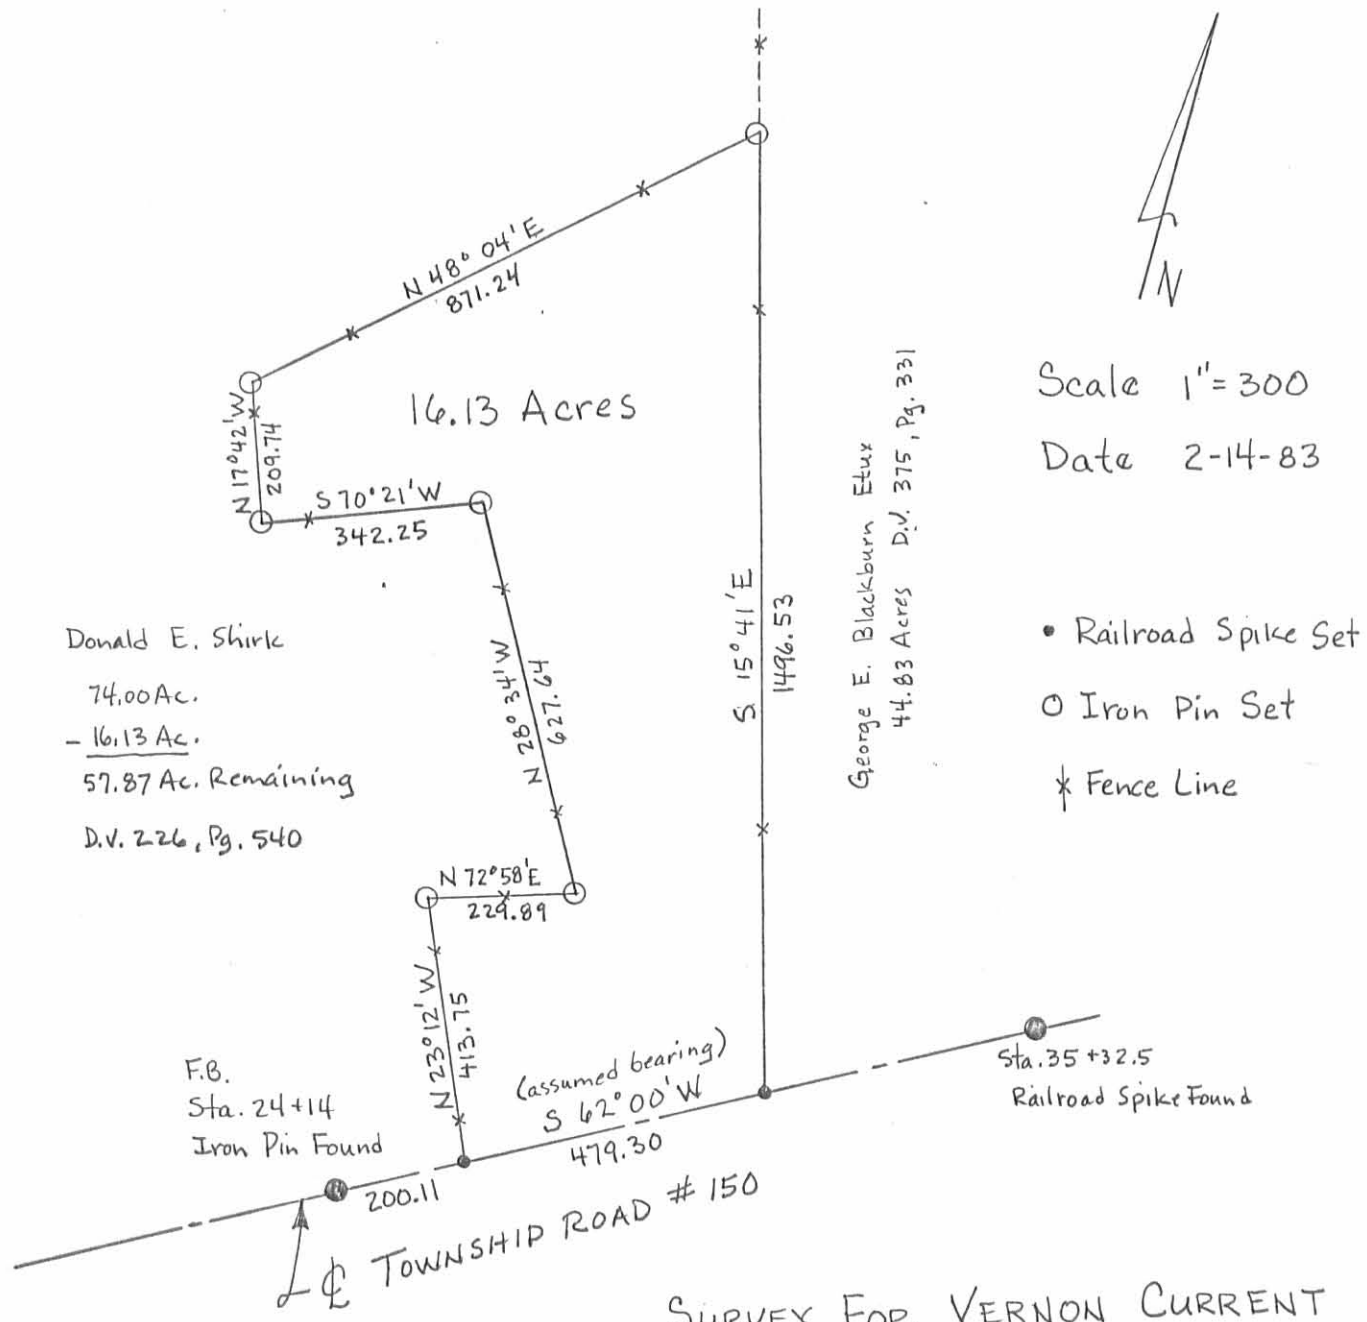 N
N 48° 04' E
871.24
16.13 Acres
Scale 1" = 300
Date 2-14-83
N 17° 42' W
209.74
S 70° 21' W
342.25
George E. Blackburn Etux
44.83 Acres D.V. 375, Pg. 331
S 15° 41' E
1496.53
Donald E. Shirk
74.00 Ac.
- 16.13 Ac.
57.87 Ac. Remaining
D.V. 226, Pg. 540
N 28° 34' W
627.64
• Railroad Spike Set
O Iron Pin Set
Fence Line
N 72° 58' E
229.89
N 23° 12' W
413.75
(assumed bearing)
S 62° 00' W
479.30
F.B.
Sta. 24+14
Iron Pin Found
200.11
Sta. 35+32.5
Railroad Spike Found
℄ TOWNSHIP ROAD # 150
SURVEY FOR VERNON CURRENT